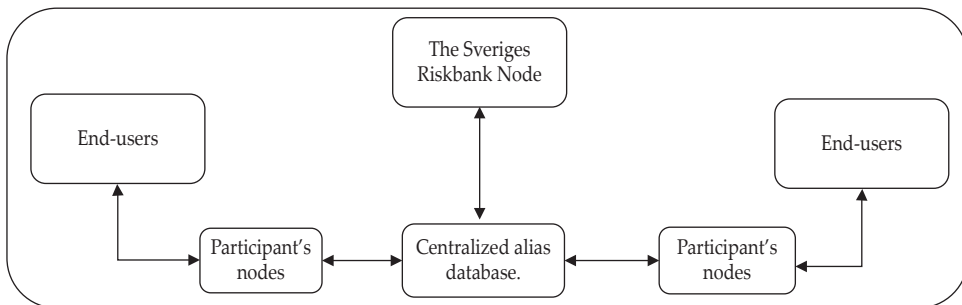 The Sveriges
Riskbank Node
End-users
End-users
Participant's
nodes
Centralized alias
database.
Participant's
nodes